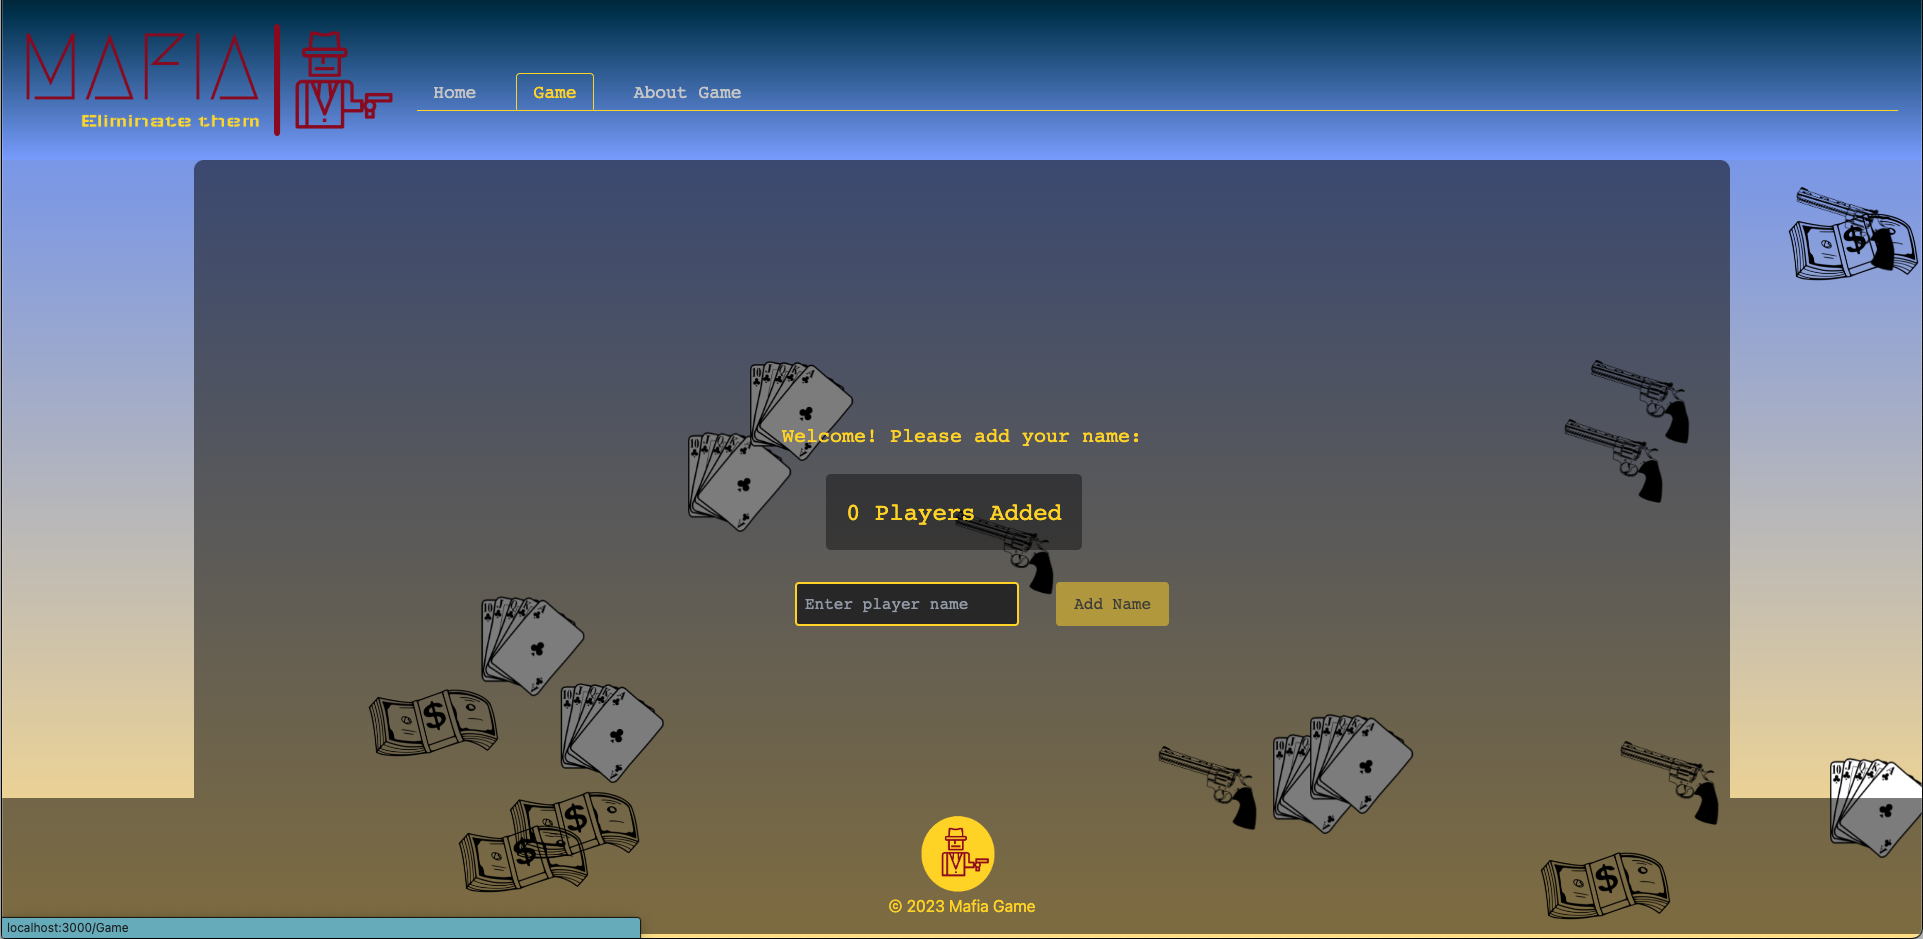 MAFIA
Eliminate them
Home
Game
About Game
Welcome! Please add your name:
0 Players Added
Enter player name
Add Name
© 2023 Mafia Game
localhost:3000/Game